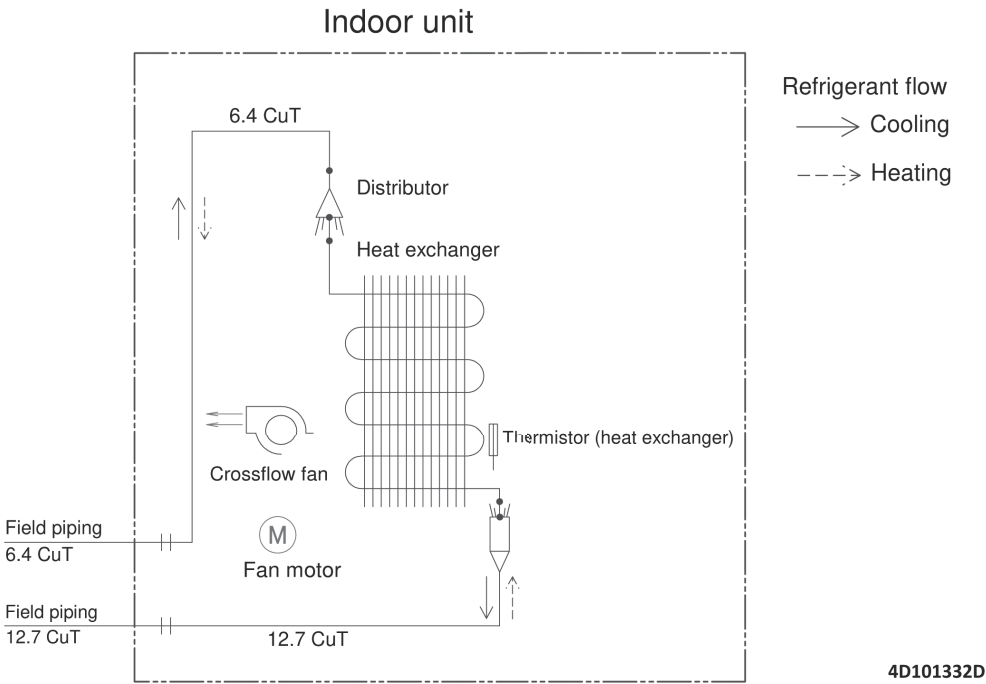 Indoor unit
Refrigerant flow
Cooling
Heating
6.4 CuT
Distributor
Heat exchanger
Thermistor (heat exchanger)
Crossflow fan
M
Fan motor
Field piping
6.4 CuT
Field piping
12.7 CuT
12.7 CuT
4D101332D